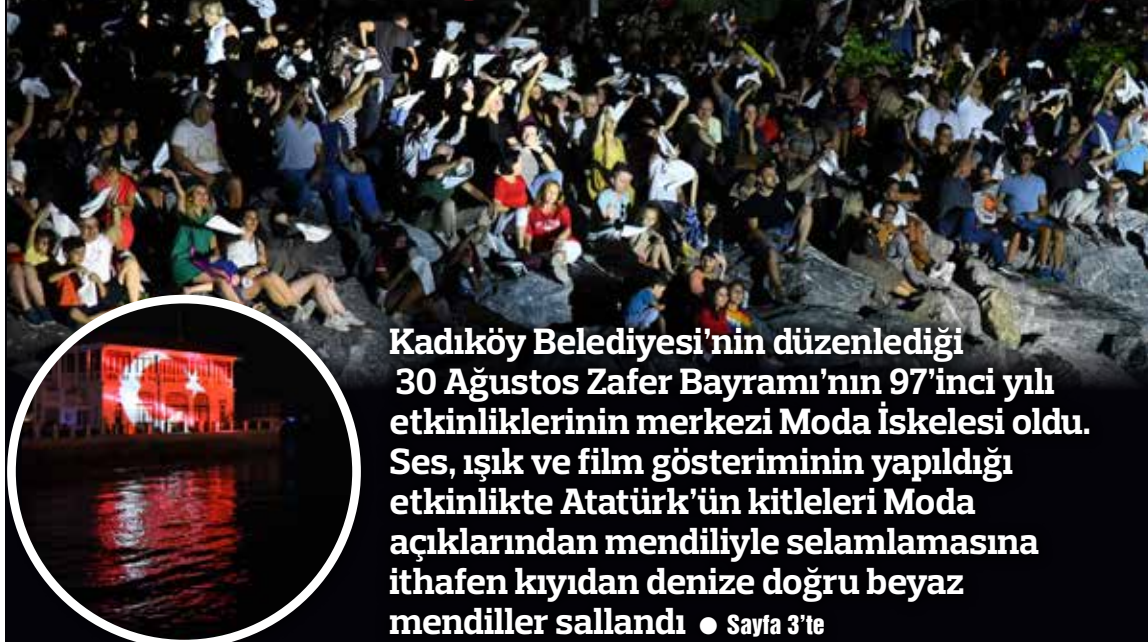 Kadıköy Belediyesi’nin düzenlediği
30 Ağustos Zafer Bayramı’nın 97’inci yılı
etkinliklerinin merkezi Moda İskelesi oldu.
Ses, ışık ve film gösteriminin yapıldığı
etkinlikte Atatürk’ün kitleleri Moda
açıklarından mendiliyle selamlamasına
ithafen kıyıdan denize doğru beyaz
mendiller sallandı ● Sayfa 3’te